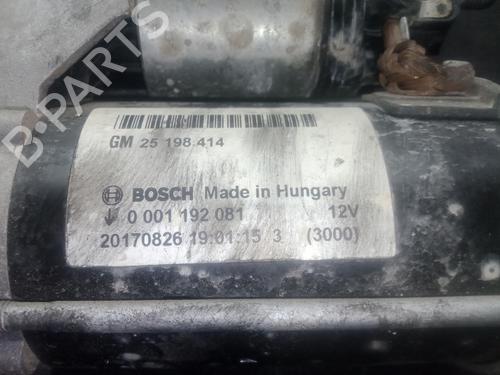 B-PARTS
GM 25 198 414
BOSCH Made in Hungary
0 001 192 081 12V
20170826 19:01:15 3 (3000)